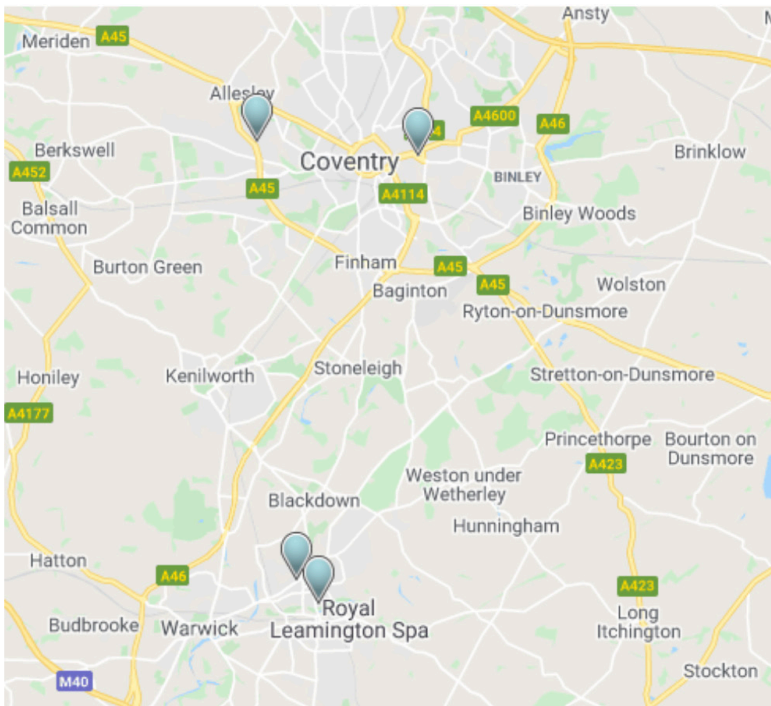 Ansty
Meriden
A45
Allesley
A4600
A46
Berkswell
Coventry
Brinklow
A452
BINLEY
A45
A4114
Balsall
Common
Binley Woods
Burton Green
Finham
A45
Baginton
A45
Wolston
Ryton-on-Dunsmore
Stoneleigh
Honiley
Kenilworth
Stretton-on-Dunsmore
A4177
Princethorpe
Bourton on
Dunsmore
A423
Weston under
Wetherley
Blackdown
Hunningham
Hatton
A46
A423
Royal
Leamington Spa
Budbrooke
Warwick
Long
Itchington
Stockton
M40